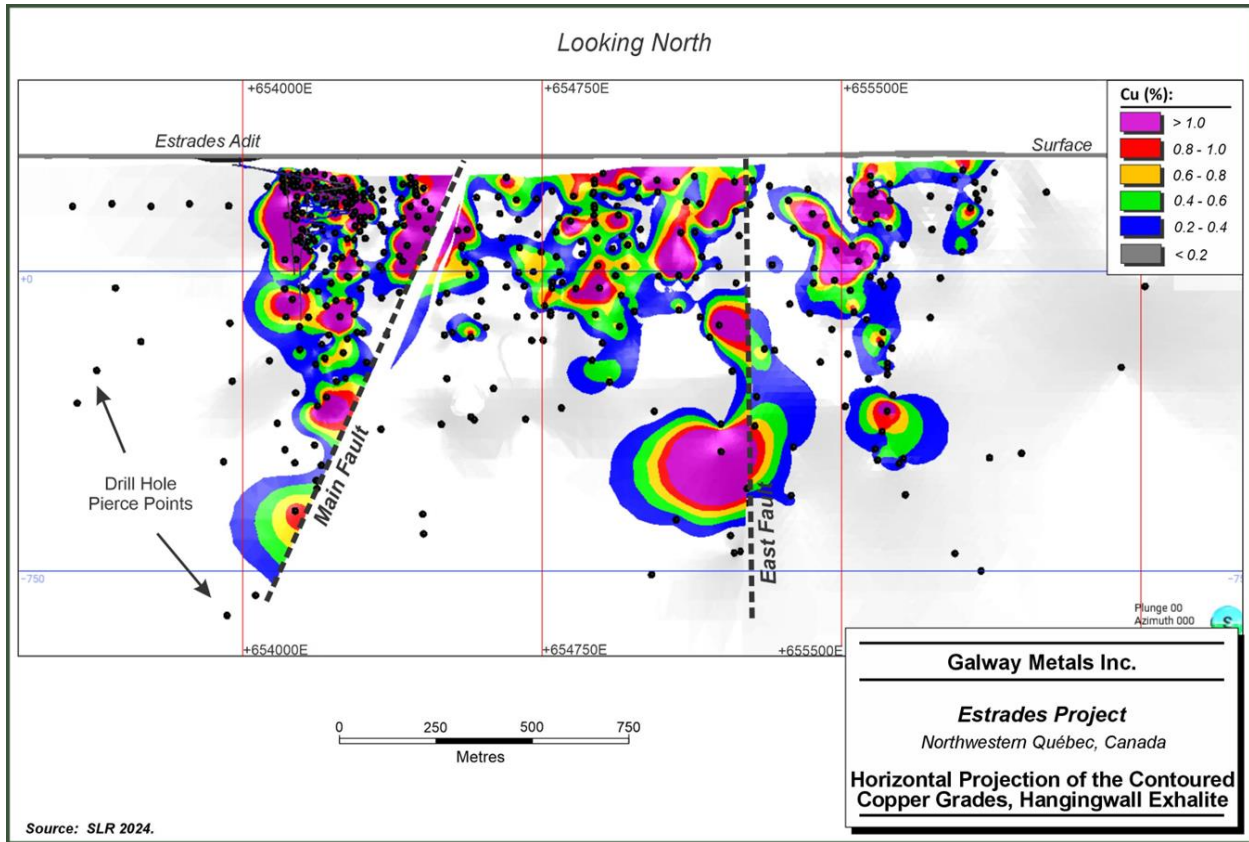 Looking North
+654000E
+654750E
+655500E
Cu (%):
> 1.0
0.8 - 1.0
0.6 - 0.8
0.4 - 0.6
0.2 - 0.4
< 0.2
Estrades Adit
Surface
+0
Main Fault
East Fault
Drill Hole
Pierce Points
-750
Plunge 00
Azimuth 000
S
+654000E
+654750E
+655500E
0
250
500
750
Metres
Galway Metals Inc.
Estrades Project
Northwestern Québec, Canada
Horizontal Projection of the Contoured
Copper Grades, Hangingwall Exhalite
Source: SLR 2024.